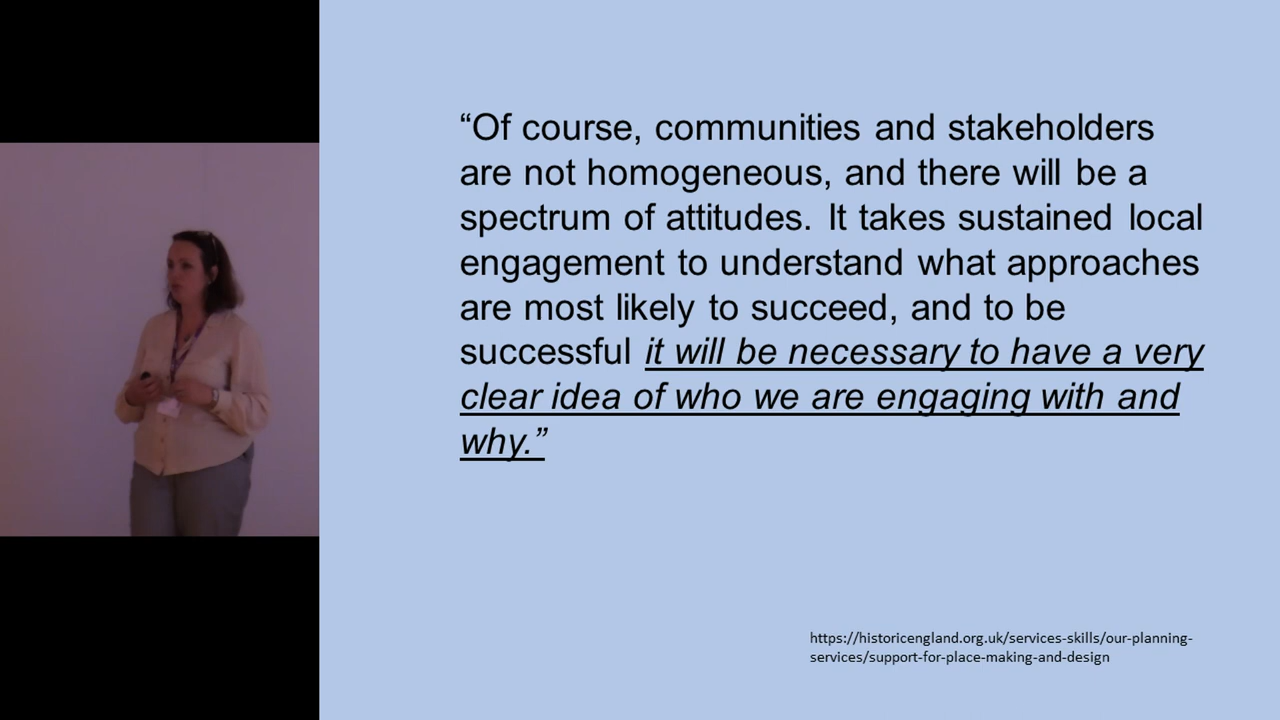 “Of course, communities and stakeholders
are not homogeneous, and there will be a
spectrum of attitudes. It takes sustained local
engagement to understand what approaches
are most likely to succeed, and to be
successful it will be necessary to have a very
clear idea of who we are engaging with and
why.”
https://historicengland.org.uk/services-skills/our-planning-
services/support-for-place-making-and-design